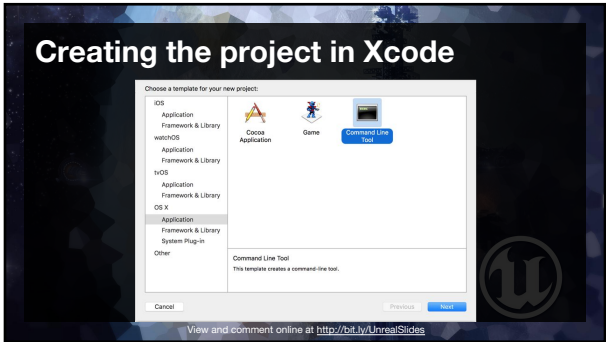 Creating the project in Xcode
Choose a template for your new project:
iOS
Application
Framework & Library
watchOS
Application
Framework & Library
tvOS
Application
Framework & Library
OS X
Application
Framework & Library
System Plug-in
Other
Cocoa
Application
Game
Command Line
Tool
Command Line Tool
This template creates a command-line tool.
Cancel
Previous
Next
View and comment online at http://bit.ly/UnrealSlides